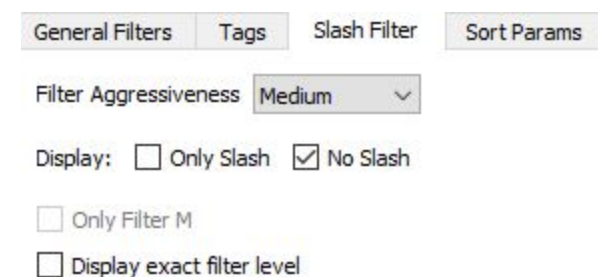 General Filters Tags Slash Filter Sort Params
Filter Aggressiveness Medium
Display: Only Slash No Slash
Only Filter M
Display exact filter level